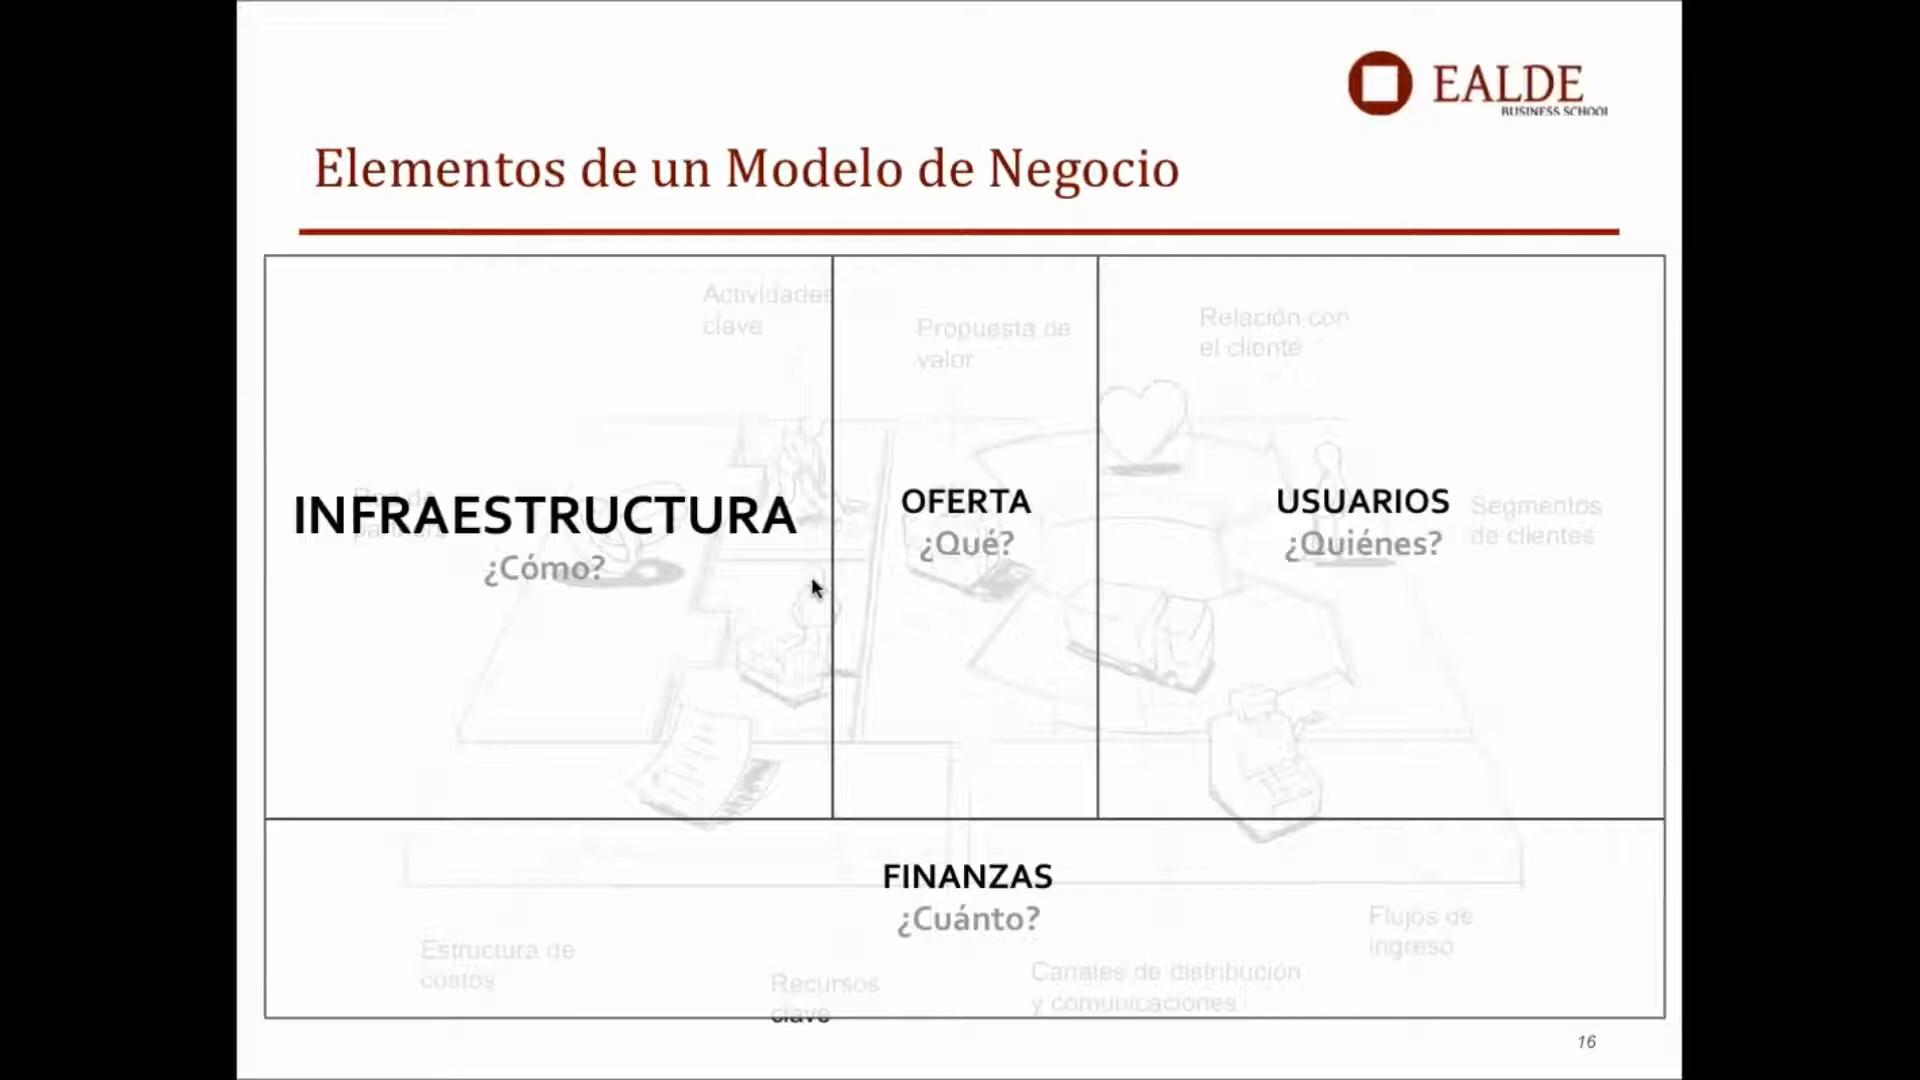 EALDE
BUSINESS SCHOOL
Elementos de un Modelo de Negocio
Actividades
clave
Propuesta de
valor
Relación con
el cliente
INFRAESTRUCTURA
¿Cómo?
OFERTA
¿Qué?
USUARIOS
¿Quiénes?
Segmentos
de clientes
FINANZAS
¿Cuánto?
Estructura de
costos
Recursos
clave
Canales de distribución
y comunicaciones
Flujos de
ingreso
16